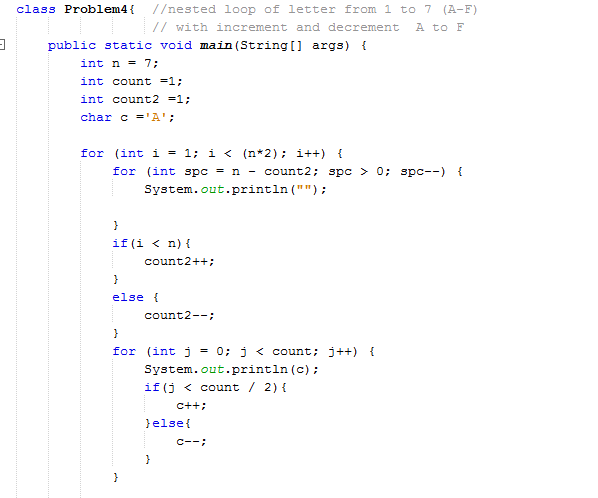 class Problem4{  //nested loop of letter from 1 to 7 (A-F)
                 // with increment and decrement  A to F
    public static void main(String[] args) {
        int n = 7;
        int count =1;
        int count2 =1;
        char c ='A';

        for (int i = 1; i < (n*2); i++) {
            for (int spc = n - count2; spc > 0; spc--) {
                System.out.println("");

            }
            if(i < n){
                count2++;
            }
            else {
                count2--;
            }
            for (int j = 0; j < count; j++) {
                System.out.println(c);
                if(j < count / 2){
                    c++;
                }else{
                    c--;
                }
            }